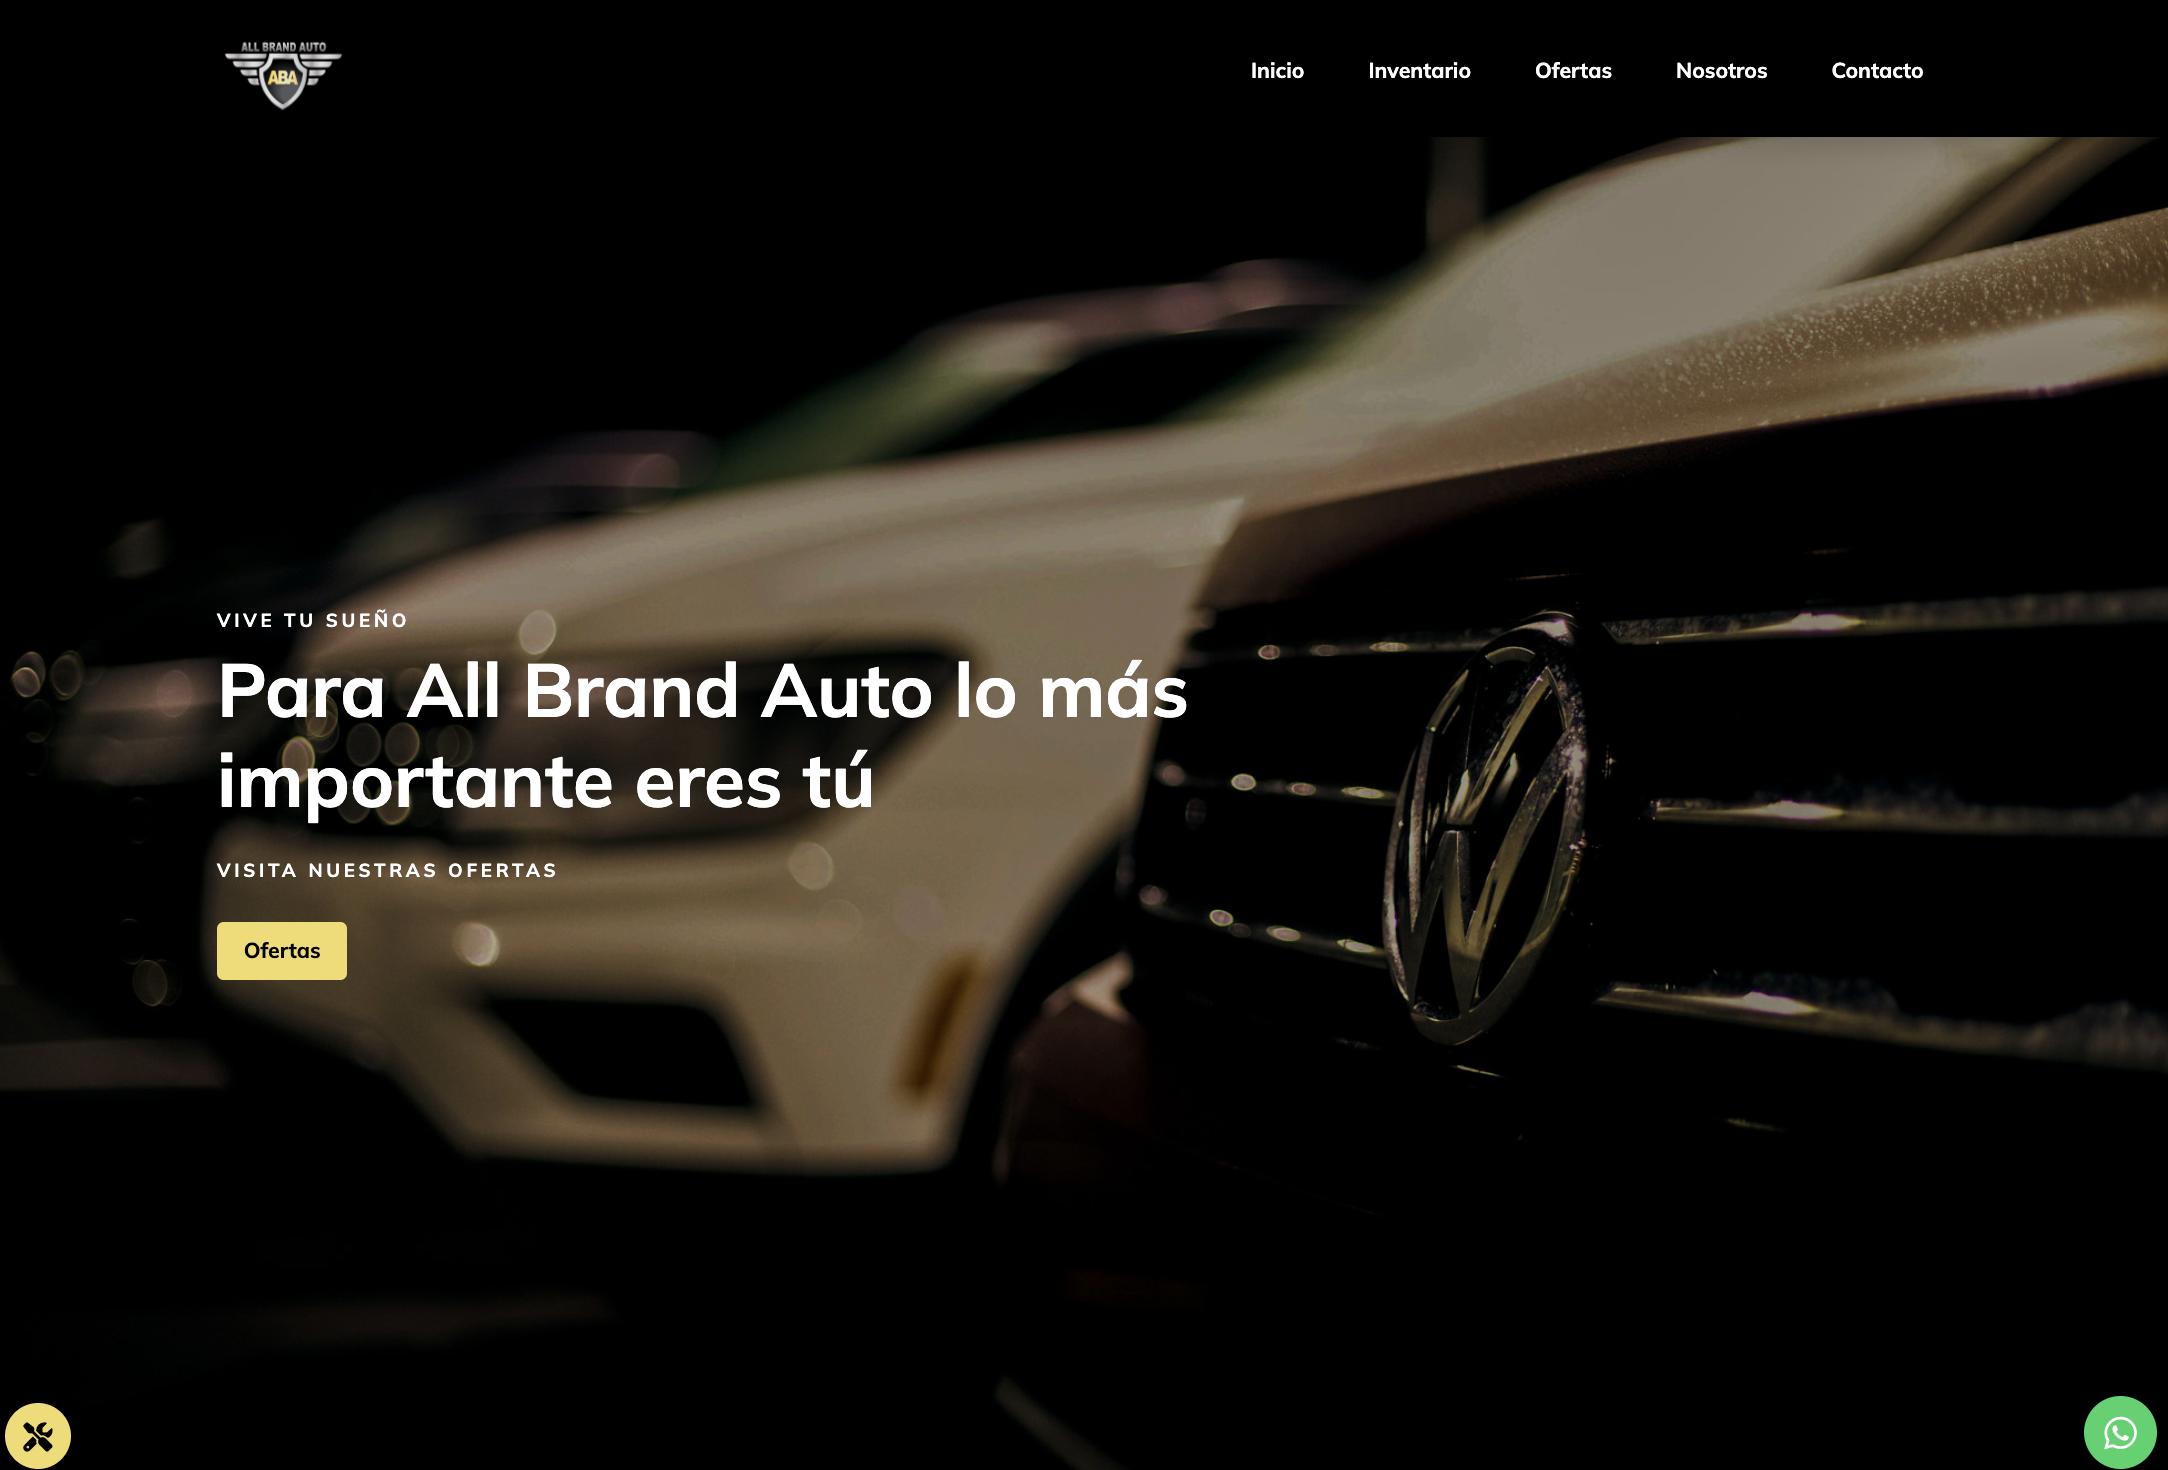 ALL BRAND AUTO
ABA
Inicio
Inventario
Ofertas
Nosotros
Contacto
VIVE TU SUEÑO
Para All Brand Auto lo más
importante eres tú
VISITA NUESTRAS OFERTAS
Ofertas